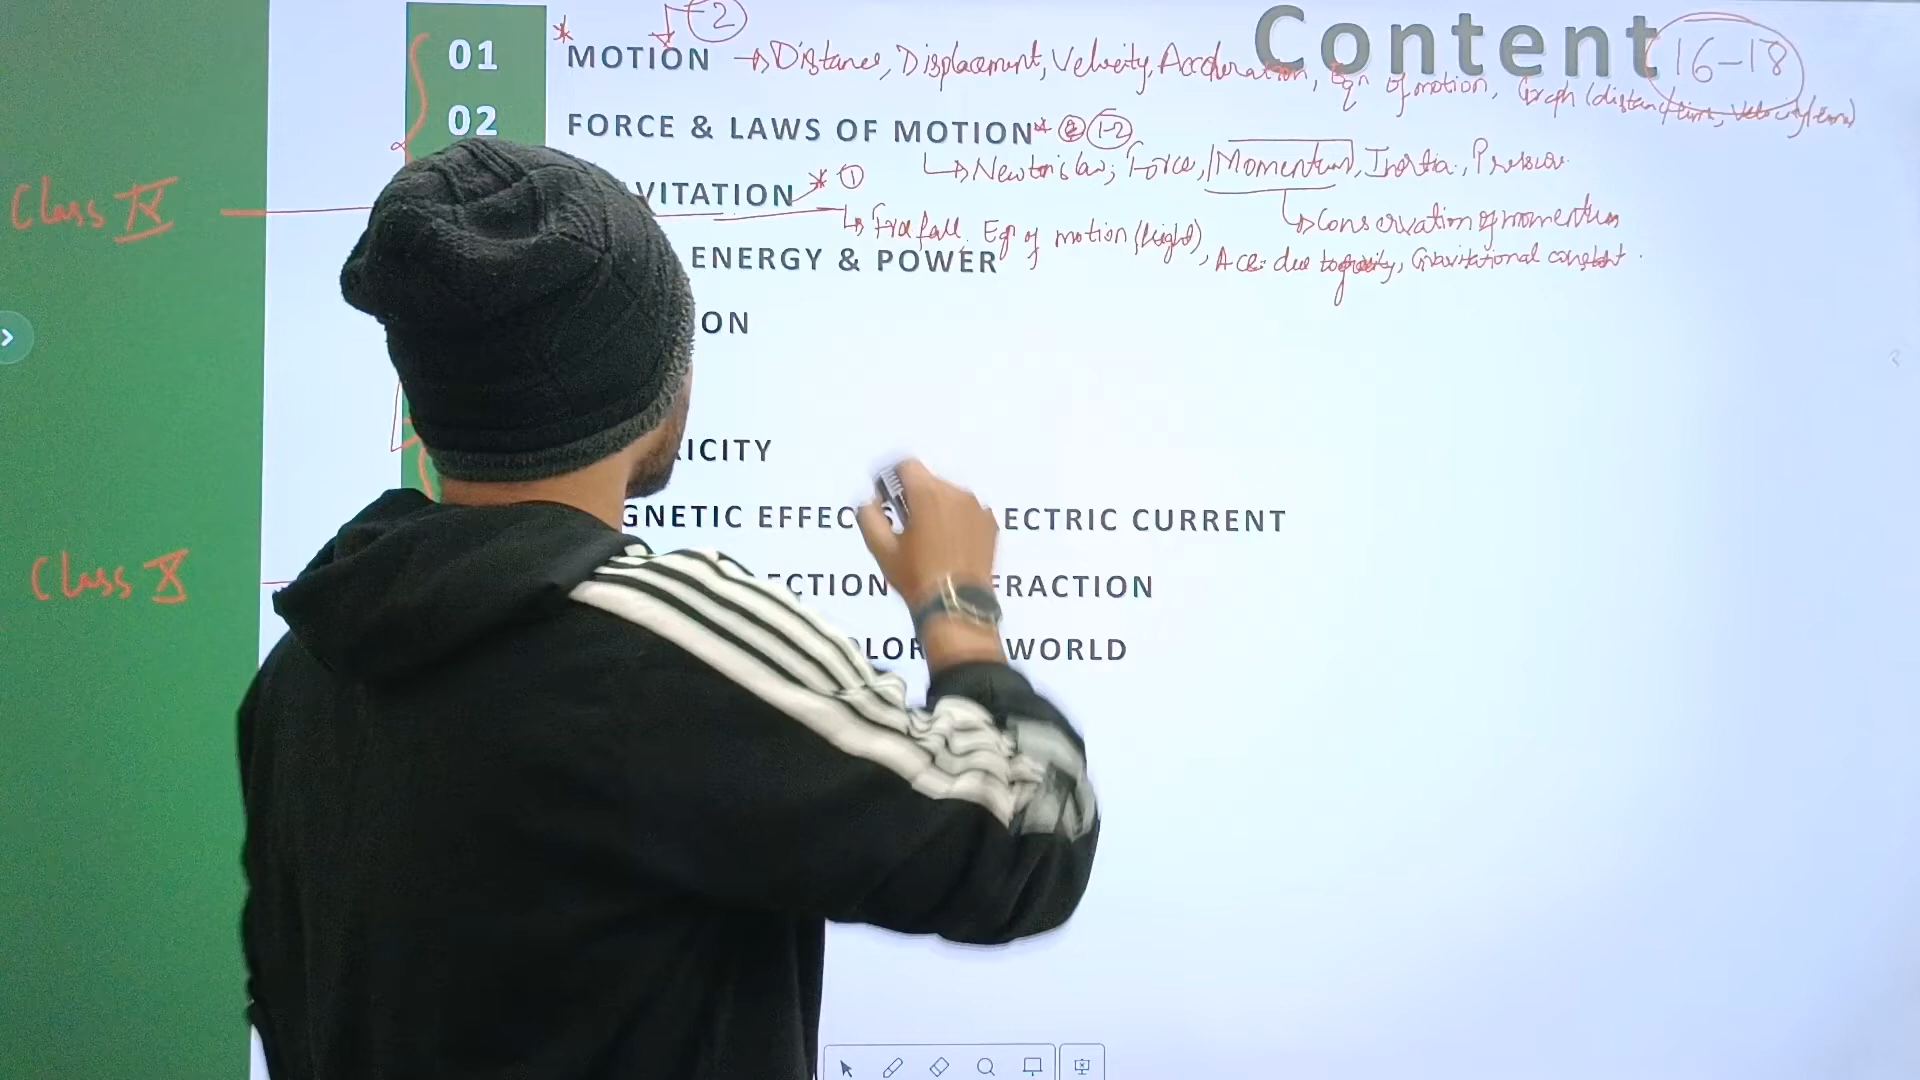 Content
16-18
2
01 * MOTION → Distance, Displacement, Velocity, Acceleration, Eqn of motion, Graph (distance/time, Velocity/time)
02 FORCE & LAWS OF MOTION * 1-2
↳ Newton's law, Force, Momentum, Inertia, Pressure
↳ Conservation of momentum
VITATION * 1
↳ Free fall, Eqn of motion (height), Acc. due to gravity, Gravitational constant.
ENERGY & POWER
ON
RICITY
GNETIC EFFEC S ECTRIC CURRENT
ECTION FRACTION
LOR WORLD
Class IX
Class X